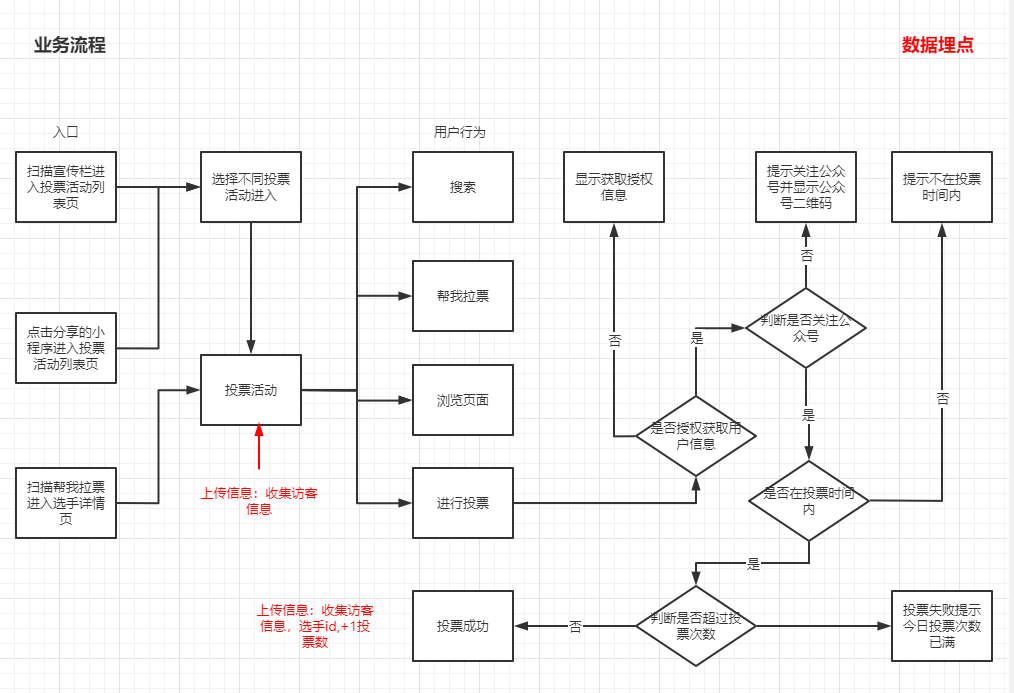 业务流程
数据埋点
入口
用户行为
扫描宣传栏进
入投票活动列
表页
选择不同投票
活动进入
搜索
显示获取授权
信息
提示关注公众
号并显示公众
号二维码
提示不在投票
时间内
否
帮我拉票
点击分享的小
程序进入投票
活动列表页
判断是否关注公
众号
否
是
投票活动
浏览页面
否
是
是否授权获取用
户信息
扫描帮我拉票
进入选手详情
页
上传信息：收集访客
信息
进行投票
是否在投票时间
内
是
上传信息：收集访客
信息，选手id,+1投
票数
投票成功
否
判断是否超过投
票次数
投票失败提示
今日投票次数
已满